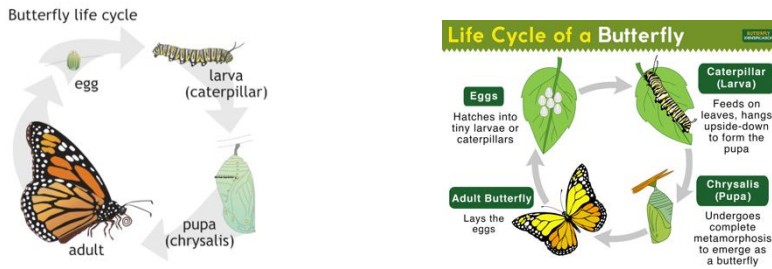 Butterfly life cycle
egg
larva
(caterpillar)
pupa
(chrysalis)
adult
Life Cycle of a Butterfly
BUTTERFLY
Eggs
Hatches into
tiny larvae or
caterpillars
Caterpillar
(Larva)
Feeds on
leaves, hangs
upside-down
to form the
pupa
Chrysalis
(Pupa)
Undergoes
complete
metamorphosis
to emerge as
a butterfly
Adult Butterfly
Lays the
eggs